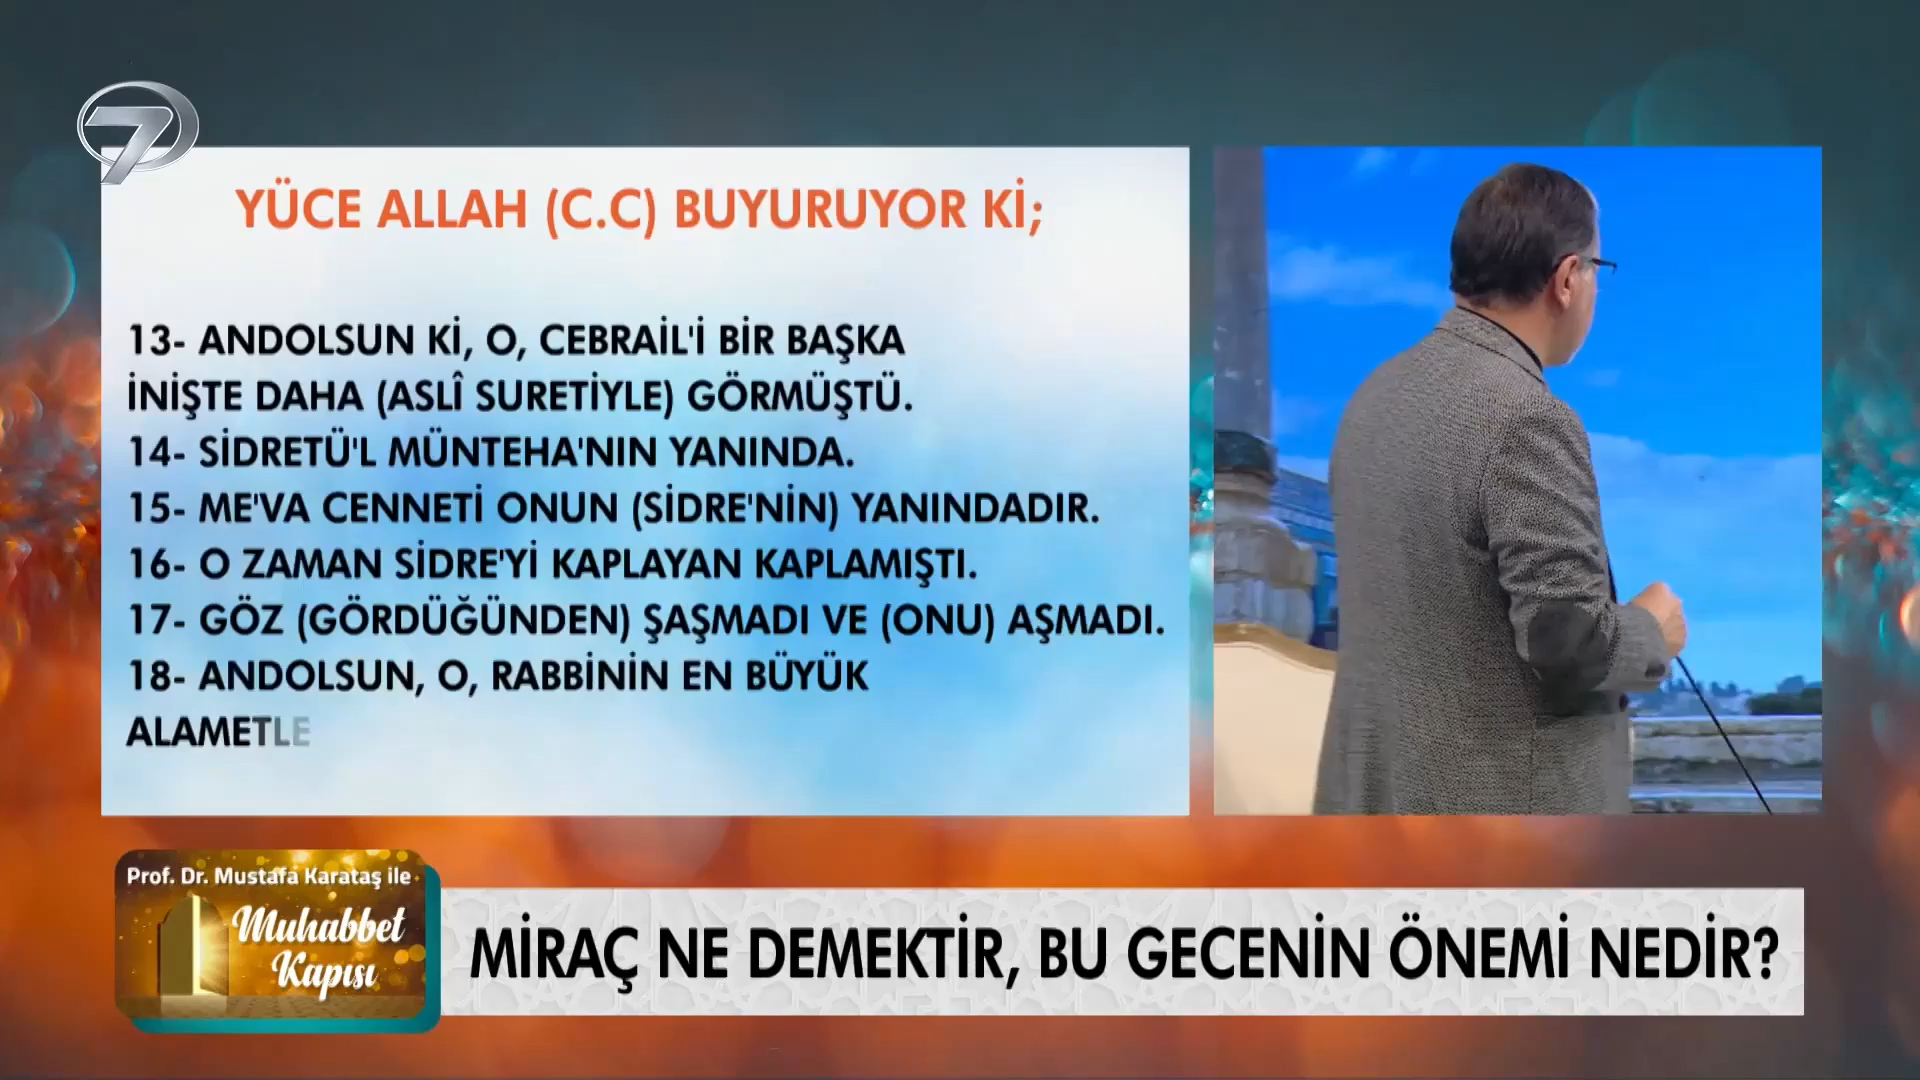 7
YÜCE ALLAH (C.C) BUYURUYOR Kİ;
13- ANDOLSUN Kİ, O, CEBRAİL'İ BİR BAŞKA
İNİŞTE DAHA (ASLÎ SURETİYLE) GÖRMÜŞTÜ.
14- SİDRETÜ'L MÜNTEHA'NIN YANINDA.
15- ME'VA CENNETİ ONUN (SİDRE'NİN) YANINDADIR.
16- O ZAMAN SİDRE'Yİ KAPLAYAN KAPLAMIŞTI.
17- GÖZ (GÖRDÜĞÜNDEN) ŞAŞMADI VE (ONU) AŞMADI.
18- ANDOLSUN, O, RABBİNİN EN BÜYÜK
ALAMETLE
Prof. Dr. Mustafa Karataş ile
Muhabbet
Kapısı
MİRAÇ NE DEMEKTİR, BU GECENİN ÖNEMİ NEDİR?